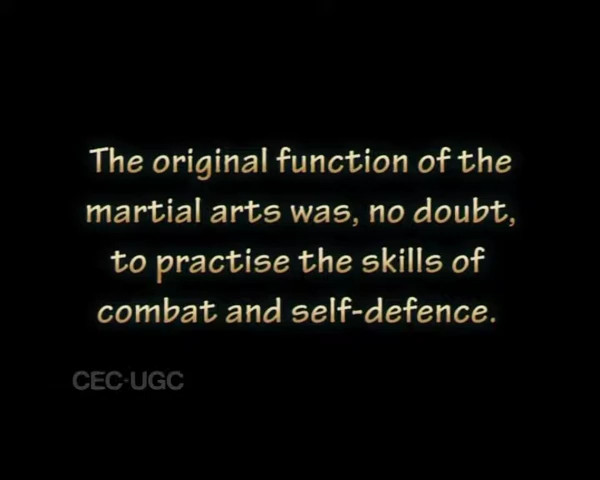 The original function of the
martial arts was, no doubt,
to practise the skills of
combat and self-defence.
CEC-UGC